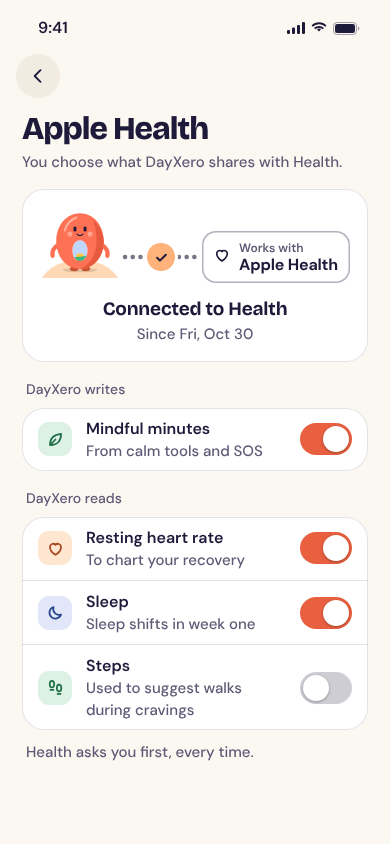 9:41
Apple Health
You choose what DayXero shares with Health.
Works with
Apple Health
Connected to Health
Since Fri, Oct 30
DayXero writes
Mindful minutes
From calm tools and SOS
DayXero reads
Resting heart rate
To chart your recovery
Sleep
Sleep shifts in week one
Steps
Used to suggest walks
during cravings
Health asks you first, every time.